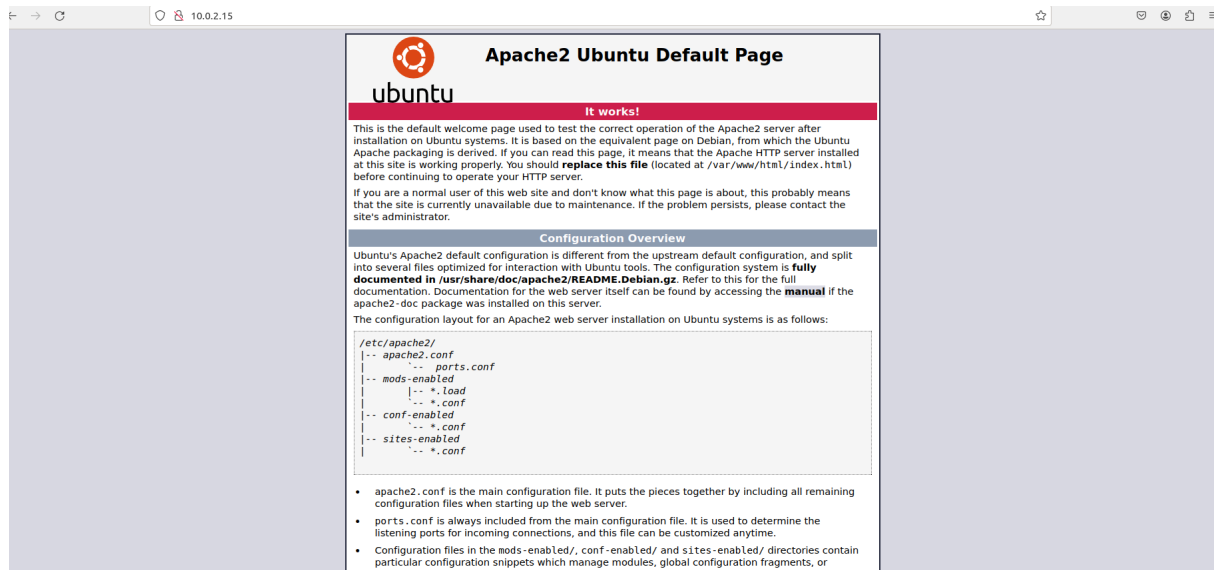 10.0.2.15
Apache2 Ubuntu Default Page
ubuntu
It works!
This is the default welcome page used to test the correct operation of the Apache2 server after
installation on Ubuntu systems. It is based on the equivalent page on Debian, from which the Ubuntu
Apache packaging is derived. If you can read this page, it means that the Apache HTTP server installed
at this site is working properly. You should replace this file (located at /var/www/html/index.html)
before continuing to operate your HTTP server.
If you are a normal user of this web site and don't know what this page is about, this probably means
that the site is currently unavailable due to maintenance. If the problem persists, please contact the
site's administrator.
Configuration Overview
Ubuntu's Apache2 default configuration is different from the upstream default configuration, and split
into several files optimized for interaction with Ubuntu tools. The configuration system is fully
documented in /usr/share/doc/apache2/README.Debian.gz. Refer to this for the full
documentation. Documentation for the web server itself can be found by accessing the manual if the
apache2-doc package was installed on this server.
The configuration layout for an Apache2 web server installation on Ubuntu systems is as follows:
/etc/apache2/
|-- apache2.conf
|       `--  ports.conf
|-- mods-enabled
|       |-- *.load
|       `-- *.conf
|-- conf-enabled
|       `-- *.conf
|-- sites-enabled
|       `-- *.conf
• apache2.conf is the main configuration file. It puts the pieces together by including all remaining
configuration files when starting up the web server.
• ports.conf is always included from the main configuration file. It is used to determine the
listening ports for incoming connections, and this file can be customized anytime.
• Configuration files in the mods-enabled/, conf-enabled/ and sites-enabled/ directories contain
particular configuration snippets which manage modules, global configuration fragments, or